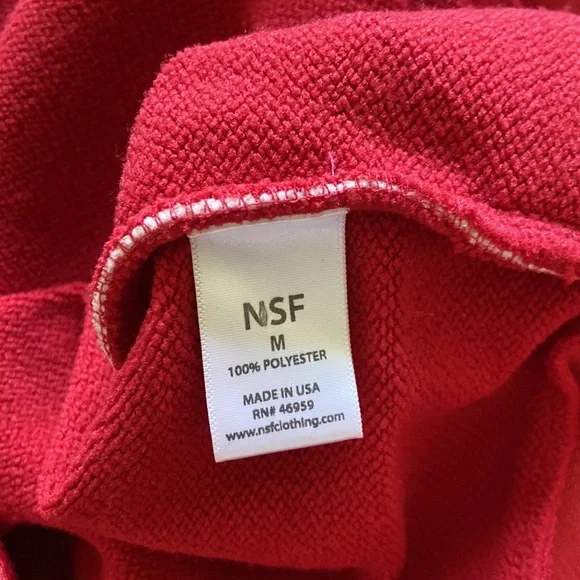 NSF
M
100% POLYESTER
MADE IN USA
RN# 46959
www.nsfclothing.com